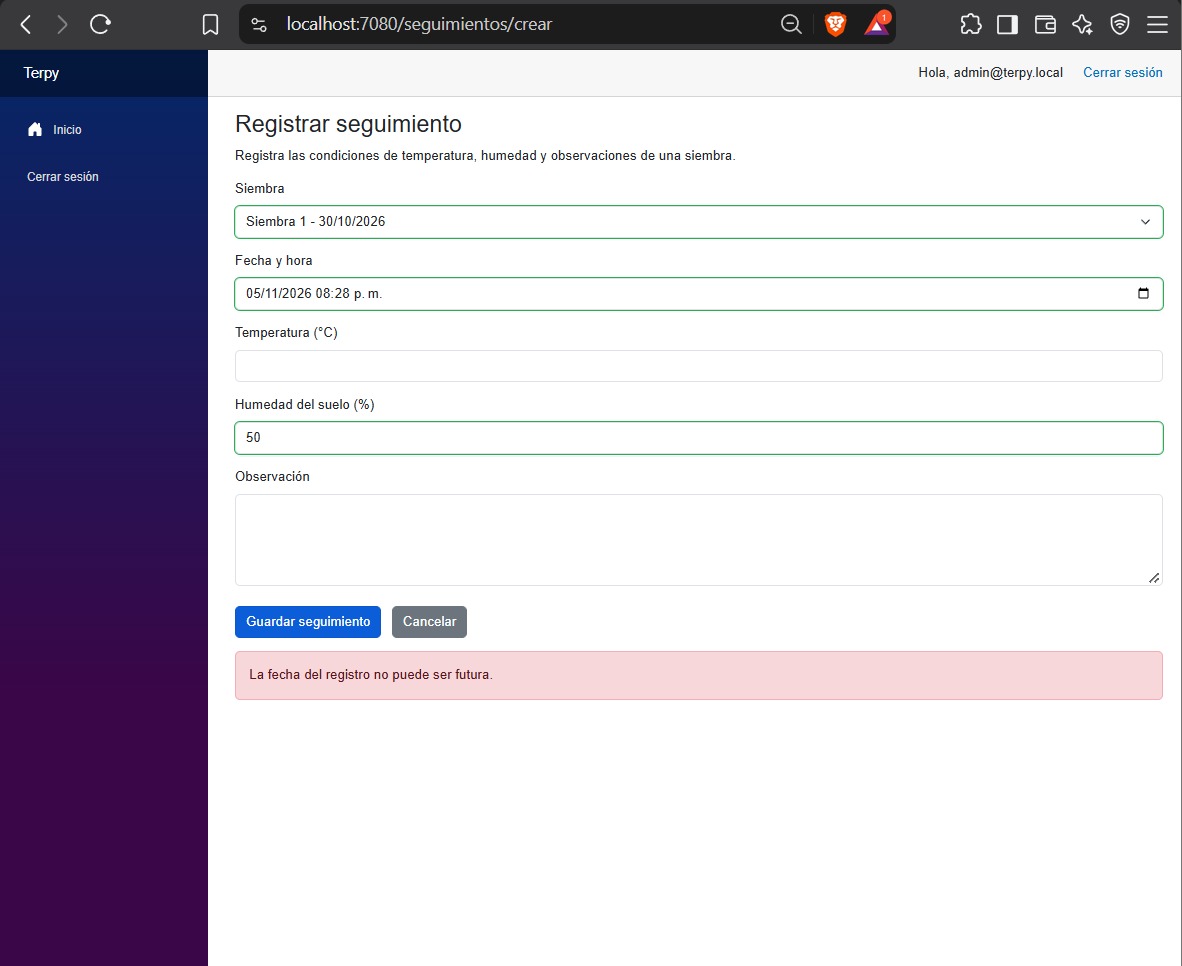 localhost:7080/seguimientos/crear
1
Terpy
Hola, admin@terpy.local Cerrar sesión
Inicio
Cerrar sesión
Registrar seguimiento
Registra las condiciones de temperatura, humedad y observaciones de una siembra.
Siembra
Siembra 1 - 30/10/2026
Fecha y hora
05/11/2026 08:28 p. m.
Temperatura (°C)
Humedad del suelo (%)
50
Observación
Guardar seguimiento Cancelar
La fecha del registro no puede ser futura.